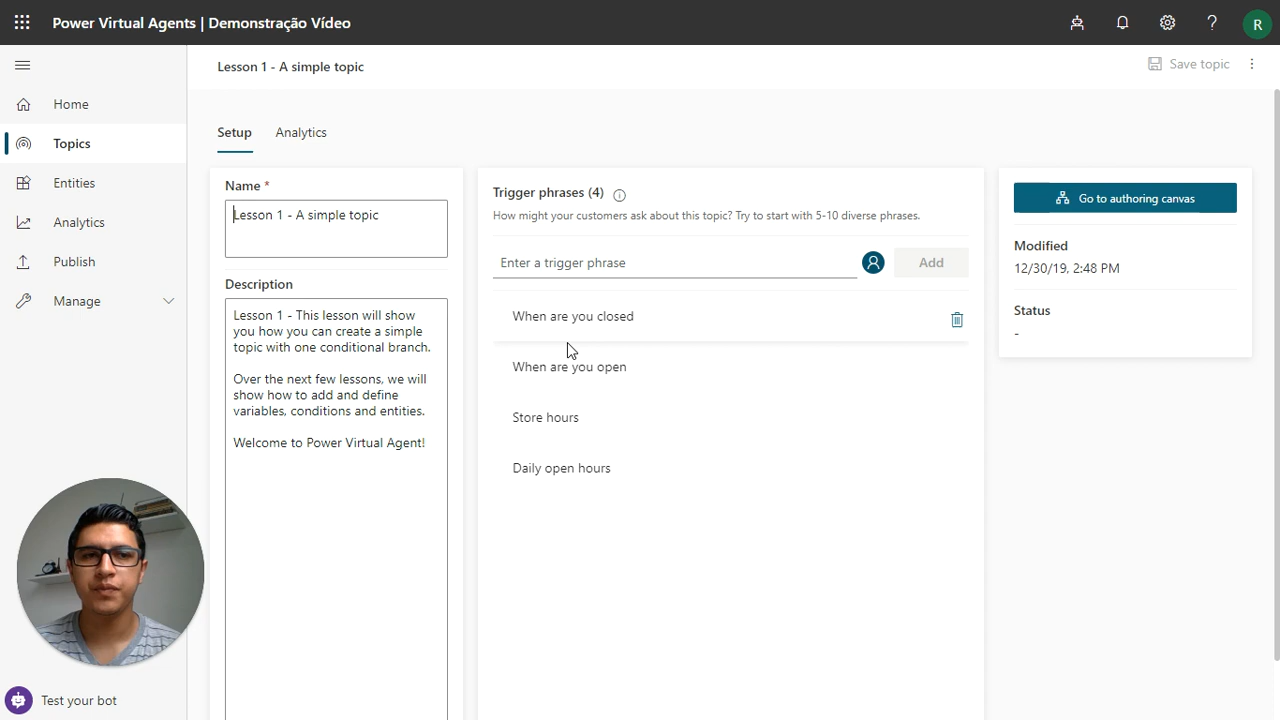 Power Virtual Agents | Demonstração Vídeo
R
Lesson 1 - A simple topic
Save topic
Home
Topics
Entities
Analytics
Publish
Manage
Test your bot
Setup
Analytics
Name *
Lesson 1 - A simple topic
Description
Lesson 1 - This lesson will show
you how you can create a simple
topic with one conditional branch.
Over the next few lessons, we will
show how to add and define
variables, conditions and entities.
Welcome to Power Virtual Agent!
Trigger phrases (4)
How might your customers ask about this topic? Try to start with 5-10 diverse phrases.
Enter a trigger phrase
Add
When are you closed
When are you open
Store hours
Daily open hours
Go to authoring canvas
Modified
12/30/19, 2:48 PM
Status
-